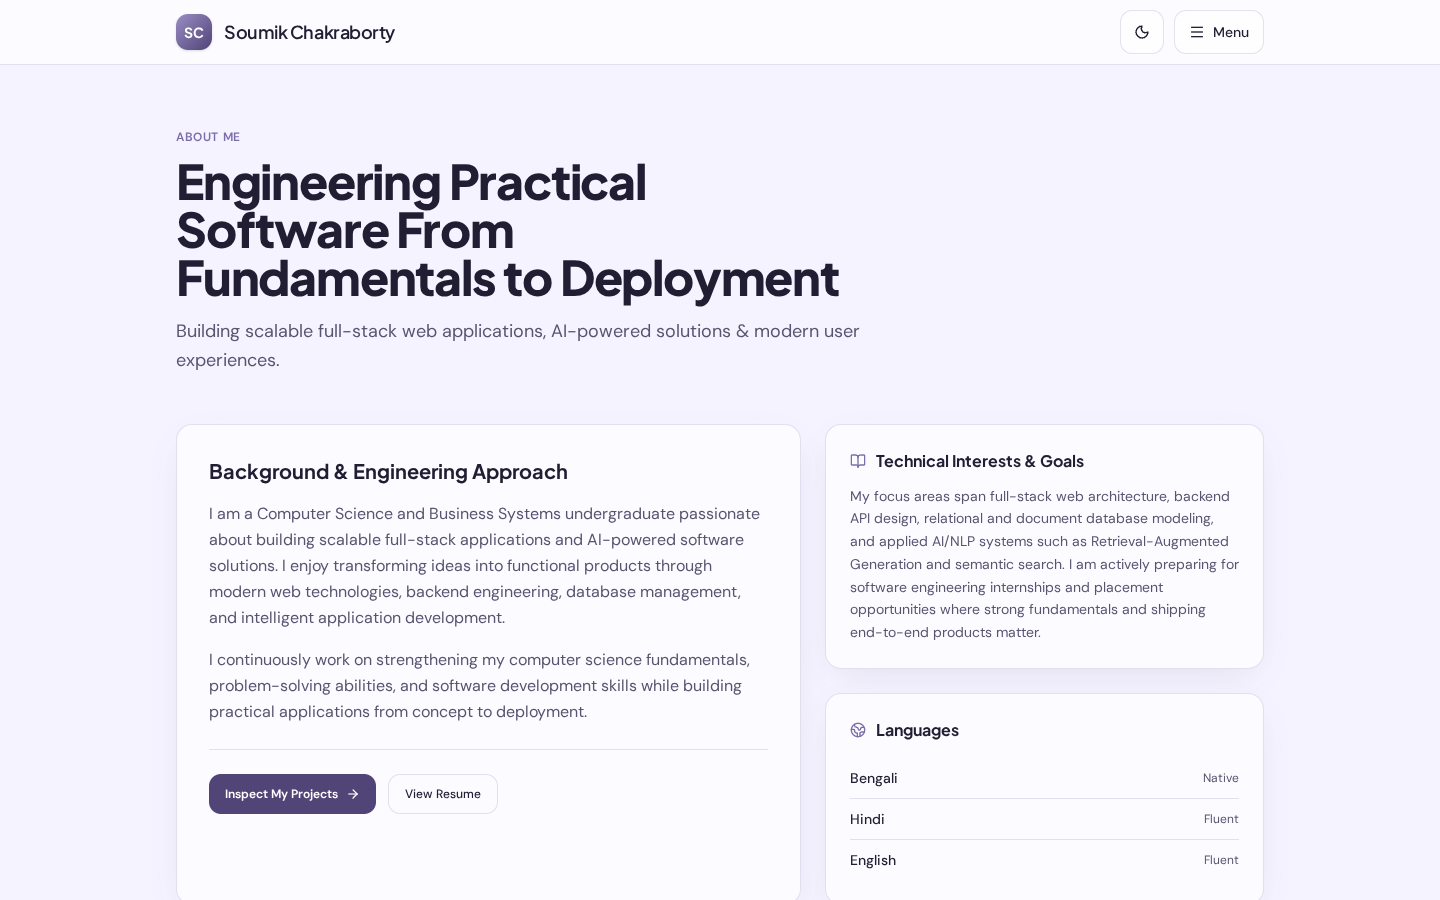 SC
Soumik Chakraborty
Menu
ABOUT ME
Engineering Practical
Software From
Fundamentals to Deployment
Building scalable full-stack web applications, AI-powered solutions & modern user
experiences.
Background & Engineering Approach
I am a Computer Science and Business Systems undergraduate passionate
about building scalable full-stack applications and AI-powered software
solutions. I enjoy transforming ideas into functional products through
modern web technologies, backend engineering, database management,
and intelligent application development.
I continuously work on strengthening my computer science fundamentals,
problem-solving abilities, and software development skills while building
practical applications from concept to deployment.
Inspect My Projects
View Resume
Technical Interests & Goals
My focus areas span full-stack web architecture, backend
API design, relational and document database modeling,
and applied AI/NLP systems such as Retrieval-Augmented
Generation and semantic search. I am actively preparing for
software engineering internships and placement
opportunities where strong fundamentals and shipping
end-to-end products matter.
Languages
Bengali Native
Hindi Fluent
English Fluent